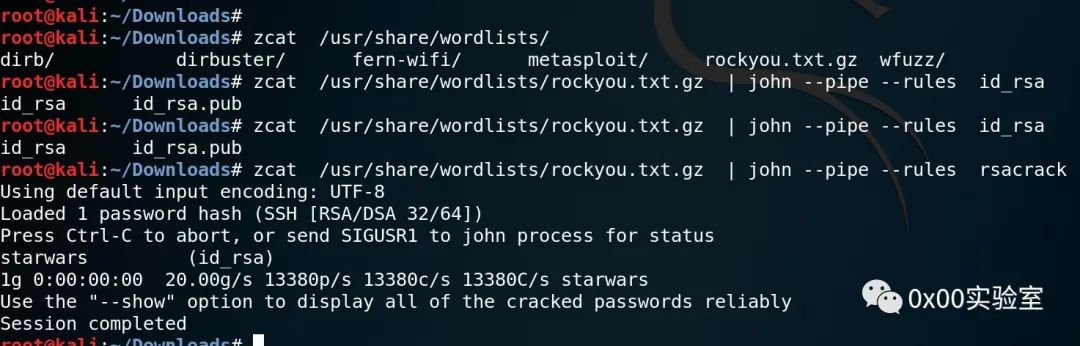 root@kali:~/Downloads#
root@kali:~/Downloads# zcat  /usr/share/wordlists/
dirb/          dirbuster/     fern-wifi/     metasploit/    rockyou.txt.gz  wfuzz/
root@kali:~/Downloads# zcat  /usr/share/wordlists/rockyou.txt.gz  | john --pipe --rules  id_rsa
id_rsa      id_rsa.pub
root@kali:~/Downloads# zcat  /usr/share/wordlists/rockyou.txt.gz  | john --pipe --rules  id_rsa
id_rsa      id_rsa.pub
root@kali:~/Downloads# zcat  /usr/share/wordlists/rockyou.txt.gz  | john --pipe --rules  rsacrack
Using default input encoding: UTF-8
Loaded 1 password hash (SSH [RSA/DSA 32/64])
Press Ctrl-C to abort, or send SIGUSR1 to john process for status
starwars         (id_rsa)
1g 0:00:00:00  20.00g/s 13380p/s 13380c/s 13380C/s starwars
Use the "--show" option to display all of the cracked passwords reliably
Session completed
root@kali:~/Downloads#
0x00实验室